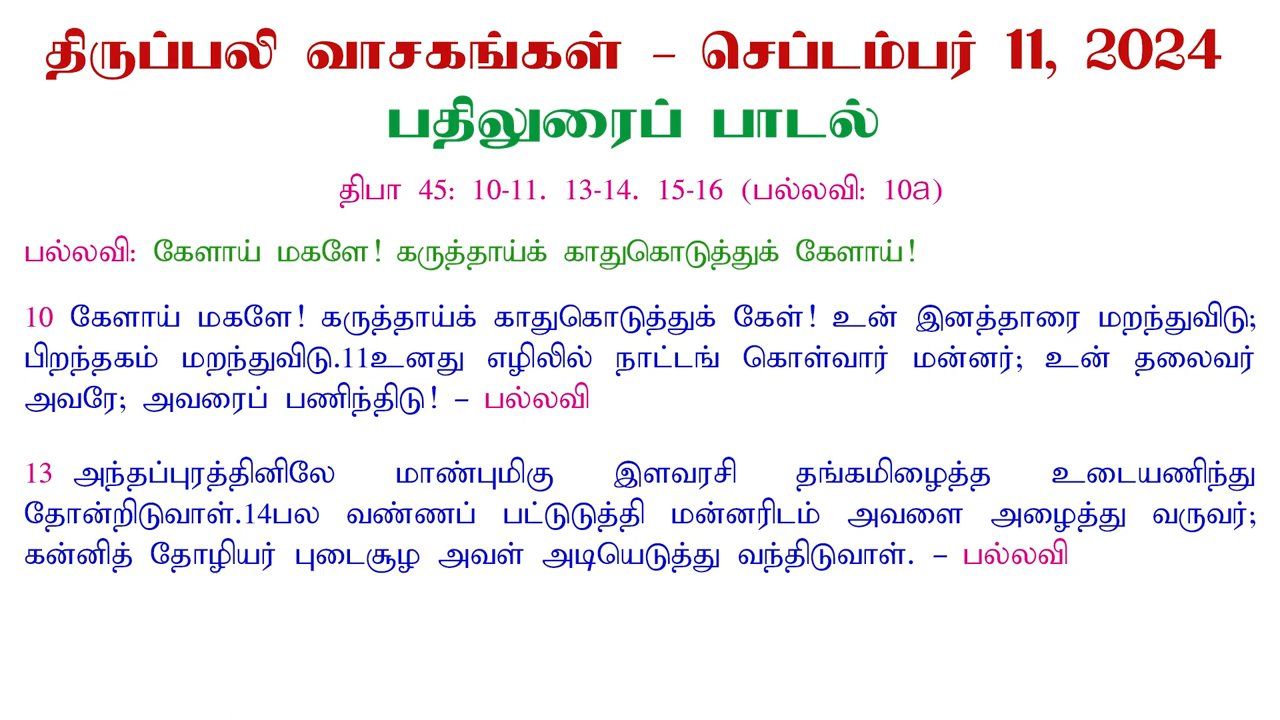 திருப்பலி வாசகங்கள் – செப்டம்பர் 11, 2024
பதிலுரைப் பாடல்
திபா 45: 10-11. 13-14. 15-16 (பல்லவி: 10a)
பல்லவி: கேளாய் மகளே! கருத்தாய்க் காதுகொடுத்துக் கேளாய்!
10 கேளாய் மகளே! கருத்தாய்க் காதுகொடுத்துக் கேள்! உன் இனத்தாரை மறந்துவிடு;
பிறந்தகம் மறந்துவிடு.11உனது எழிலில் நாட்டங் கொள்வார் மன்னர்; உன் தலைவர்
அவரே; அவரைப் பணிந்திடு! – பல்லவி
13 அந்தப்புரத்தினிலே மாண்புமிகு இளவரசி தங்கமிழைத்த உடையணிந்து
தோன்றிடுவாள்.14பல வண்ணப் பட்டுடுத்தி மன்னரிடம் அவளை அழைத்து வருவர்;
கன்னித் தோழியர் புடைசூழ அவள் அடியெடுத்து வந்திடுவாள். – பல்லவி